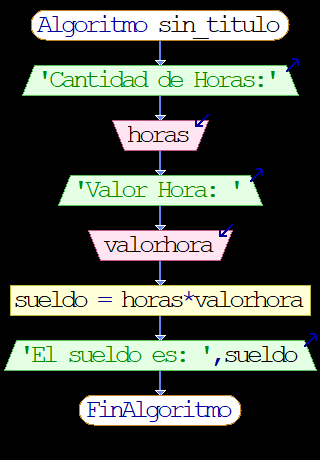 Algoritmo sin_titulo
'Cantidad de Horas:'
horas
'Valor Hora: '
valorhora
sueldo = horas*valorhora
'El sueldo es: ',sueldo
FinAlgoritmo